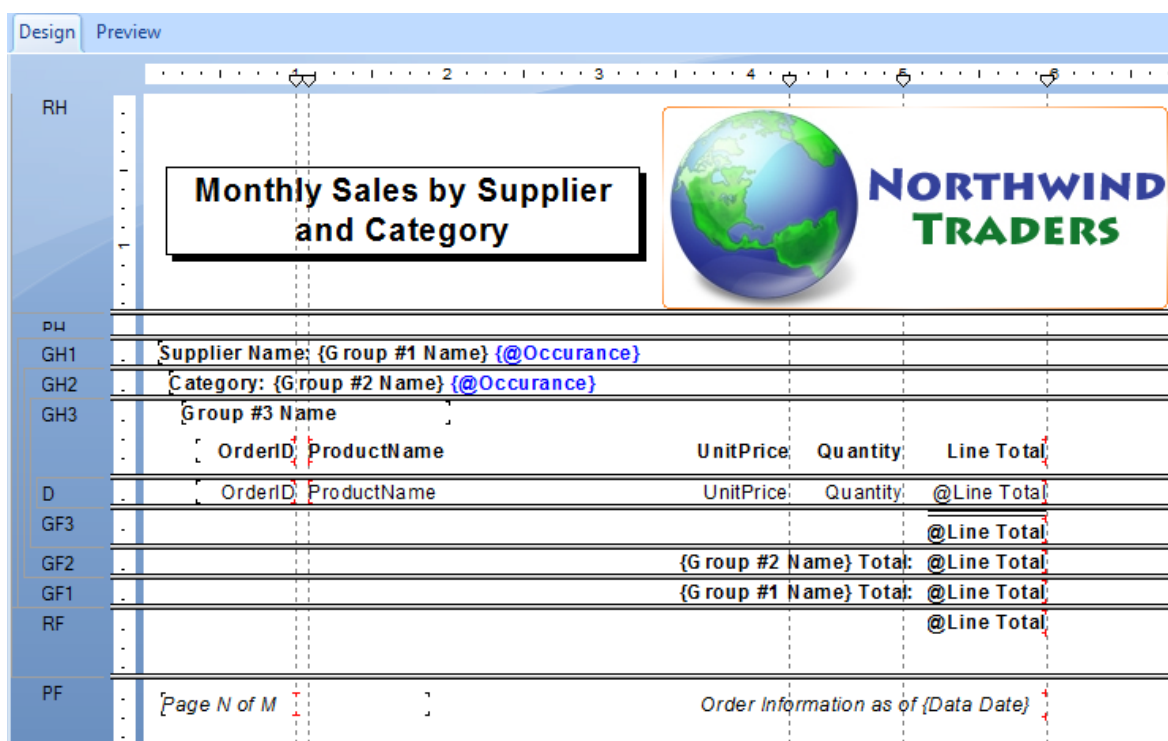 Design Preview
1 2 3 4 5 6
RH
1
Monthly Sales by Supplier
and Category
NORTHWIND
TRADERS
PH
GH1 Supplier Name: {Group #1 Name} {@Occurance}
GH2 Category: {Group #2 Name} {@Occurance}
GH3 Group #3 Name
OrderID ProductName UnitPrice Quantity Line Total
D OrderID ProductName UnitPrice Quantity @Line Total
GF3 @Line Total
GF2 {Group #2 Name} Total: @Line Total
GF1 {Group #1 Name} Total: @Line Total
RF @Line Total
PF Page N of M Order Information as of {Data Date}